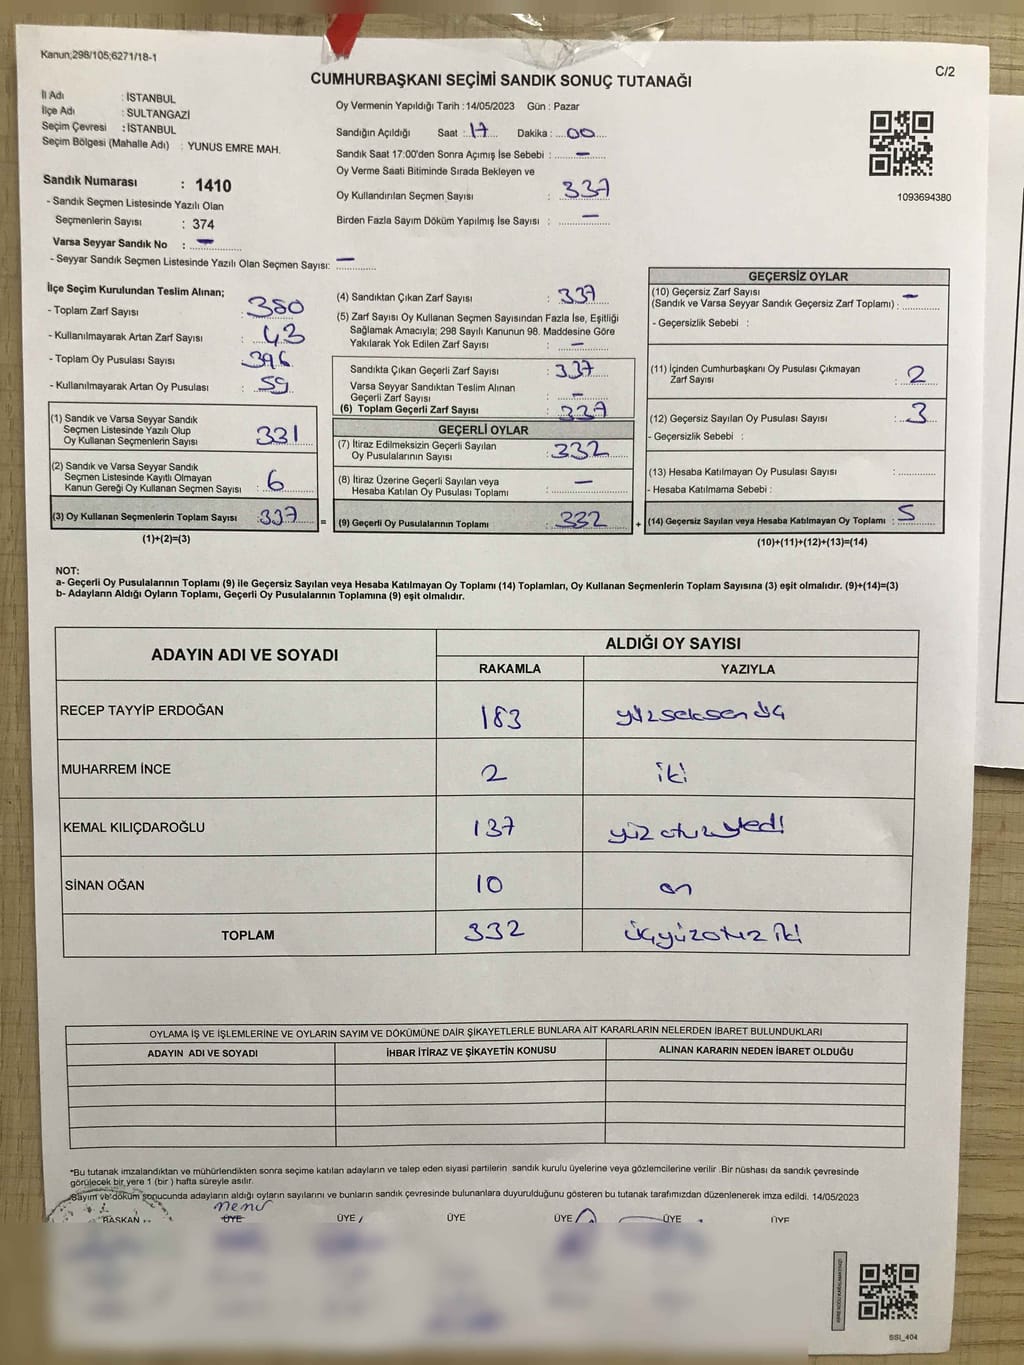 Kanun;298/105;6271/18-1
C/2
CUMHURBAŞKANI SEÇİMİ SANDIK SONUÇ TUTANAĞI
İl Adı : İSTANBUL
İlçe Adı : SULTANGAZİ
Seçim Çevresi : İSTANBUL
Seçim Bölgesi (Mahalle Adı) : YUNUS EMRE MAH.
Sandık Numarası : 1410
- Sandık Seçmen Listesinde Yazılı Olan
Seçmenlerin Sayısı : 374
Varsa Seyyar Sandık No : —
- Seyyar Sandık Seçmen Listesinde Yazılı Olan Seçmen Sayısı: —
Oy Vermenin Yapıldığı Tarih :14/05/2023 Gün : Pazar
Sandığın Açıldığı Saat : 17 Dakika : 00
Sandık Saat 17:00'den Sonra Açımış İse Sebebi : —
Oy Verme Saati Bitiminde Sırada Bekleyen ve
Oy Kullandırılan Seçmen Sayısı : 337
Birden Fazla Sayım Döküm Yapılmış İse Sayısı : —
1093694380
İlçe Seçim Kurulundan Teslim Alınan;
- Toplam Zarf Sayısı : 380
- Kullanılmayarak Artan Zarf Sayısı : 43
- Toplam Oy Pusulası Sayısı : 396
- Kullanılmayarak Artan Oy Pusulası : 59
(1) Sandık ve Varsa Seyyar Sandık
Seçmen Listesinde Yazılı Olup
Oy Kullanan Seçmenlerin Sayısı : 331
(2) Sandık ve Varsa Seyyar Sandık
Seçmen Listesinde Kayıtlı Olmayan
Kanun Gereği Oy Kullanan Seçmen Sayısı : 6
(3) Oy Kullanan Seçmenlerin Toplam Sayısı : 337
(1)+(2)=(3)
(4) Sandıktan Çıkan Zarf Sayısı : 337
(5) Zarf Sayısı Oy Kullanan Seçmen Sayısından Fazla İse, Eşitliği
Sağlamak Amacıyla; 298 Sayılı Kanunun 98. Maddesine Göre
Yakılarak Yok Edilen Zarf Sayısı : —
Sandıkta Çıkan Geçerli Zarf Sayısı : 337
Varsa Seyyar Sandıktan Teslim Alınan
Geçerli Zarf Sayısı : —
(6) Toplam Geçerli Zarf Sayısı : 337
GEÇERLİ OYLAR
(7) İtiraz Edilmeksizin Geçerli Sayılan
Oy Pusulalarının Sayısı : 332
(8) İtiraz Üzerine Geçerli Sayılan veya
Hesaba Katılan Oy Pusulası Toplamı : —
= (9) Geçerli Oy Pusulalarının Toplamı : 332
GEÇERSİZ OYLAR
(10) Geçersiz Zarf Sayısı
(Sandık ve Varsa Seyyar Sandık Geçersiz Zarf Toplamı) : —
- Geçersizlik Sebebi :
(11) İçinden Cumhurbaşkanı Oy Pusulası Çıkmayan
Zarf Sayısı : 2
(12) Geçersiz Sayılan Oy Pusulası Sayısı : 3
- Geçersizlik Sebebi :
(13) Hesaba Katılmayan Oy Pusulası Sayısı :
- Hesaba Katılmama Sebebi :
+ (14) Geçersiz Sayılan veya Hesaba Katılmayan Oy Toplamı : 5
(10)+(11)+(12)+(13)=(14)
NOT:
a- Geçerli Oy Pusulalarının Toplamı (9) ile Geçersiz Sayılan veya Hesaba Katılmayan Oy Toplamı (14) Toplamları, Oy Kullanan Seçmenlerin Toplam Sayısına (3) eşit olmalıdır. (9)+(14)=(3)
b- Adayların Aldığı Oyların Toplamı, Geçerli Oy Pusulalarının Toplamına (9) eşit olmalıdır.
ADAYIN ADI VE SOYADI
ALDIĞI OY SAYISI
RAKAMLA YAZIYLA
RECEP TAYYİP ERDOĞAN 183 yüzseksen üç
MUHARREM İNCE 2 iki
KEMAL KILIÇDAROĞLU 137 yüz otuz yedi
SİNAN OĞAN 10 on
TOPLAM 332 üçyüzotuz iki
OYLAMA İŞ VE İŞLEMLERİNE VE OYLARIN SAYIM VE DÖKÜMÜNE DAİR ŞİKAYETLERLE BUNLARA AİT KARARLARIN NELERDEN İBARET BULUNDUKLARI
ADAYIN ADI VE SOYADI İHBAR İTİRAZ VE ŞİKAYETİN KONUSU ALINAN KARARIN NEDEN İBARET OLDUĞU
*Bu tutanak imzalandıktan ve mühürlendikten sonra seçime katılan adayların ve talep eden siyasi partilerin sandık kurulu üyelerine veya gözlemcilerine verilir .Bir nüshası da sandık çevresinde
görülecek bir yere 1 (bir ) hafta süreyle asılır.
Sayım ve döküm sonucunda adayların aldığı oyların sayılarını ve bunların sandık çevresinde bulunanlara duyurulduğunu gösteren bu tutanak tarafımızdan düzenlenerek imza edildi. 14/05/2023
memur
BAŞKAN ÜYE ÜYE ÜYE ÜYE ÜYE ÜYE
SSİ_404